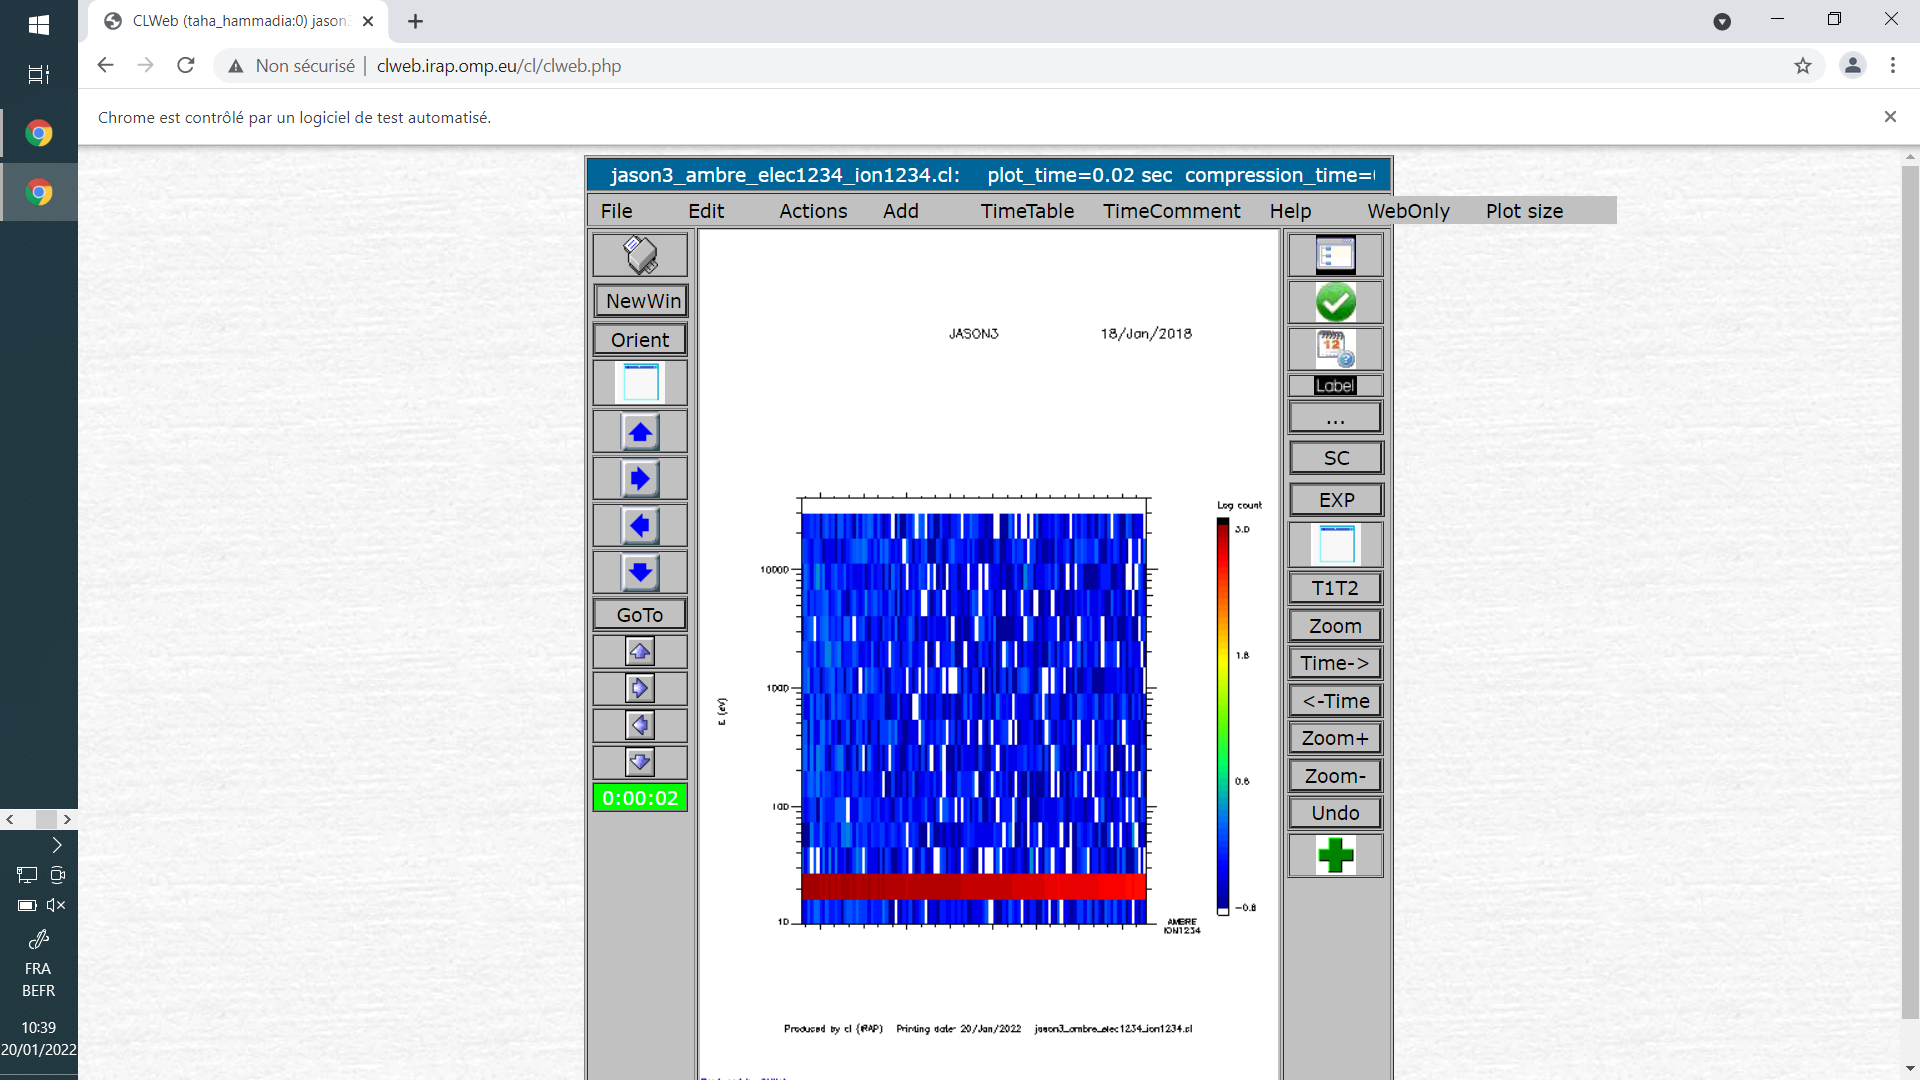 CLWeb (taha_hammadia:0) jason
Non sécurisé | clweb.irap.omp.eu/cl/clweb.php
Chrome est contrôlé par un logiciel de test automatisé.
jason3_ambre_elec1234_ion1234.cl: plot_time=0.02 sec compression_time=
File Edit Actions Add TimeTable TimeComment Help WebOnly Plot size
NewWin
Orient
GoTo
0:00:02
JASON3 18/Jan/2018
Log count
3.0
1.8
0.6
-0.8
10000
1000
100
10
E (eV)
AMBRE
ION1234
Produced by cl (IRAP) Printing date: 20/Jan/2022 jason3_ambre_elec1234_ion1234.cl
12
Label
...
SC
EXP
T1T2
Zoom
Time->
<-Time
Zoom+
Zoom-
Undo
FRA
BEFR
10:39
20/01/2022